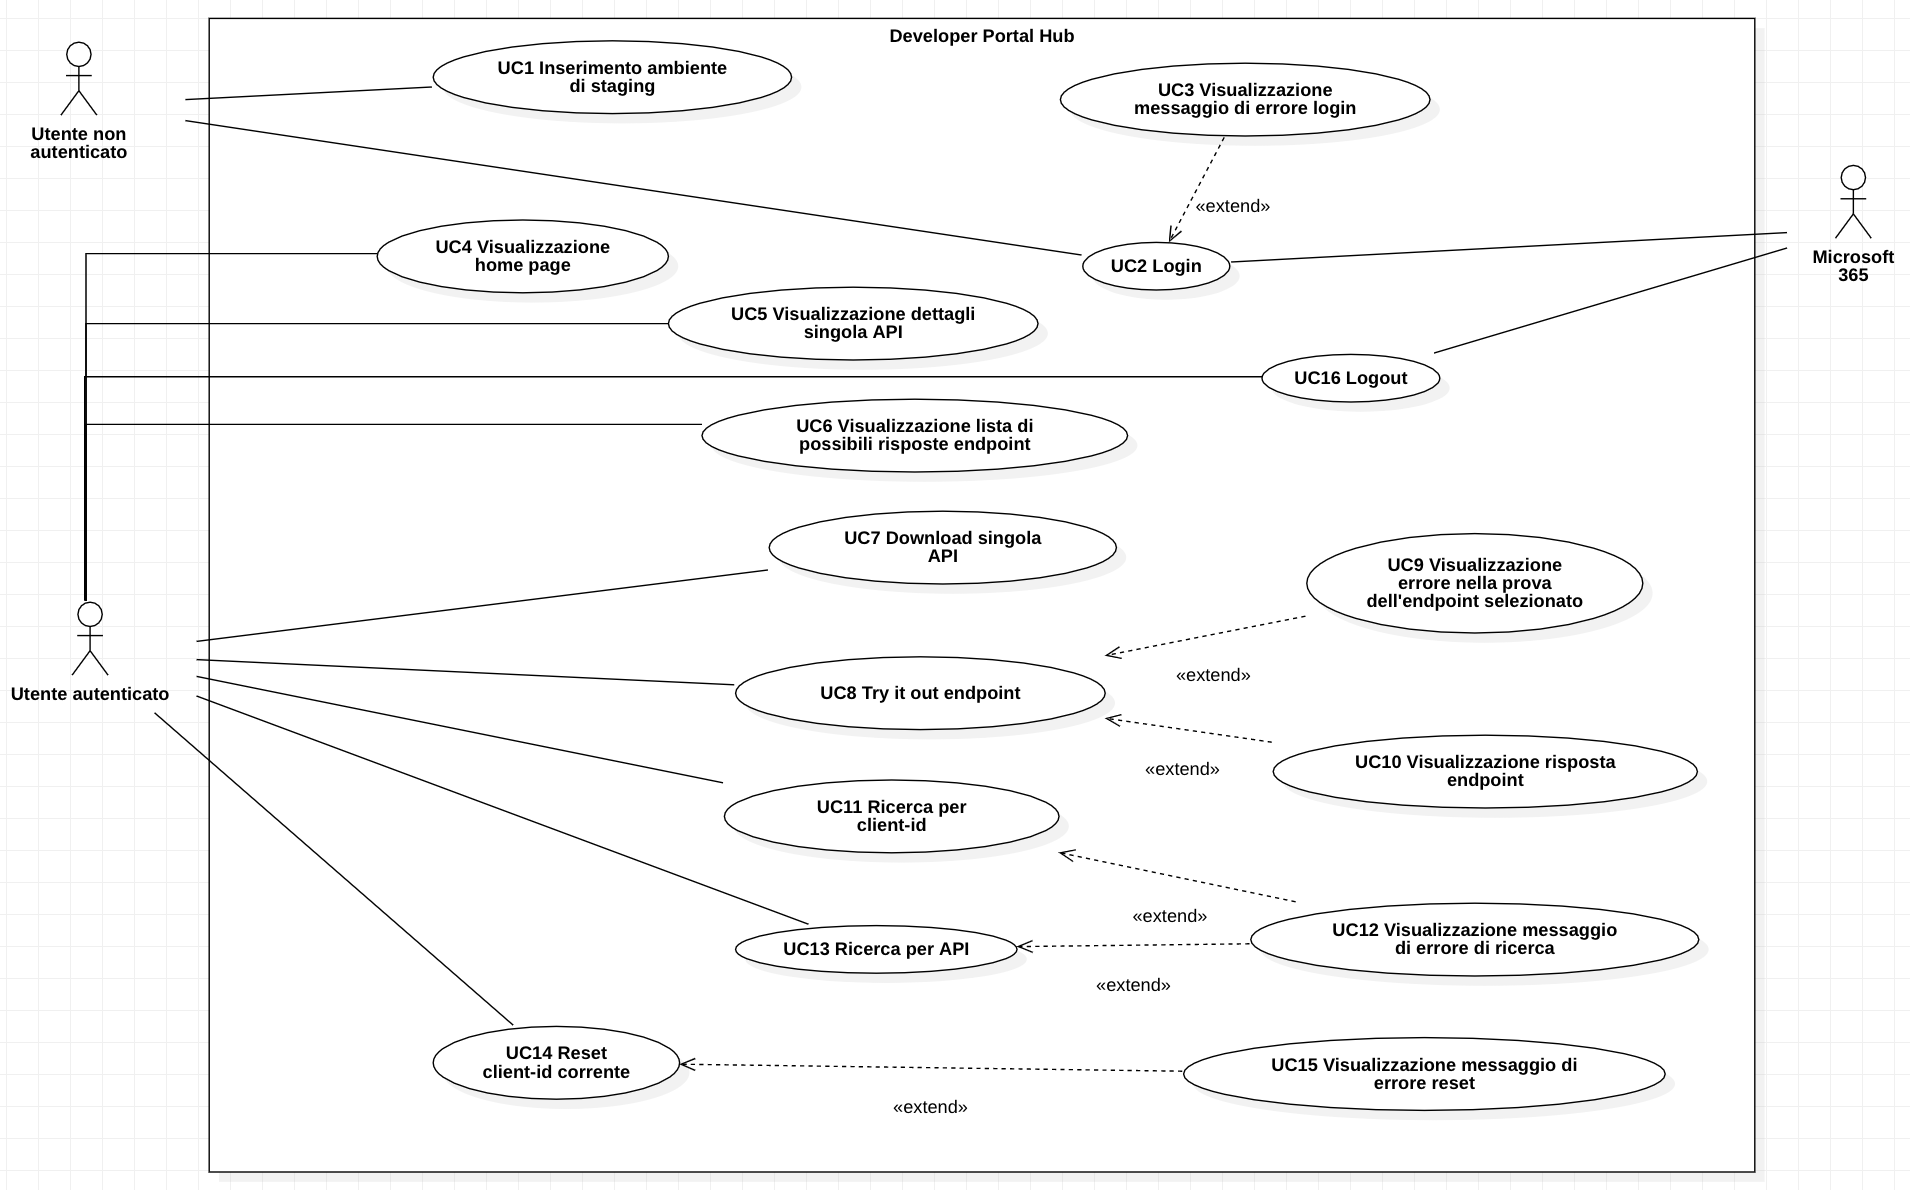 Developer Portal Hub
UC1 Inserimento ambiente
di staging
UC3 Visualizzazione
messaggio di errore login
Utente non
autenticato
«extend»
UC4 Visualizzazione
home page
UC2 Login
Microsoft
365
UC5 Visualizzazione dettagli
singola API
UC16 Logout
UC6 Visualizzazione lista di
possibili risposte endpoint
UC7 Download singola
API
UC9 Visualizzazione
errore nella prova
dell'endpoint selezionato
«extend»
Utente autenticato
UC8 Try it out endpoint
«extend»
UC10 Visualizzazione risposta
endpoint
UC11 Ricerca per
client-id
«extend»
UC12 Visualizzazione messaggio
di errore di ricerca
UC13 Ricerca per API
«extend»
UC14 Reset
client-id corrente
UC15 Visualizzazione messaggio di
errore reset
«extend»